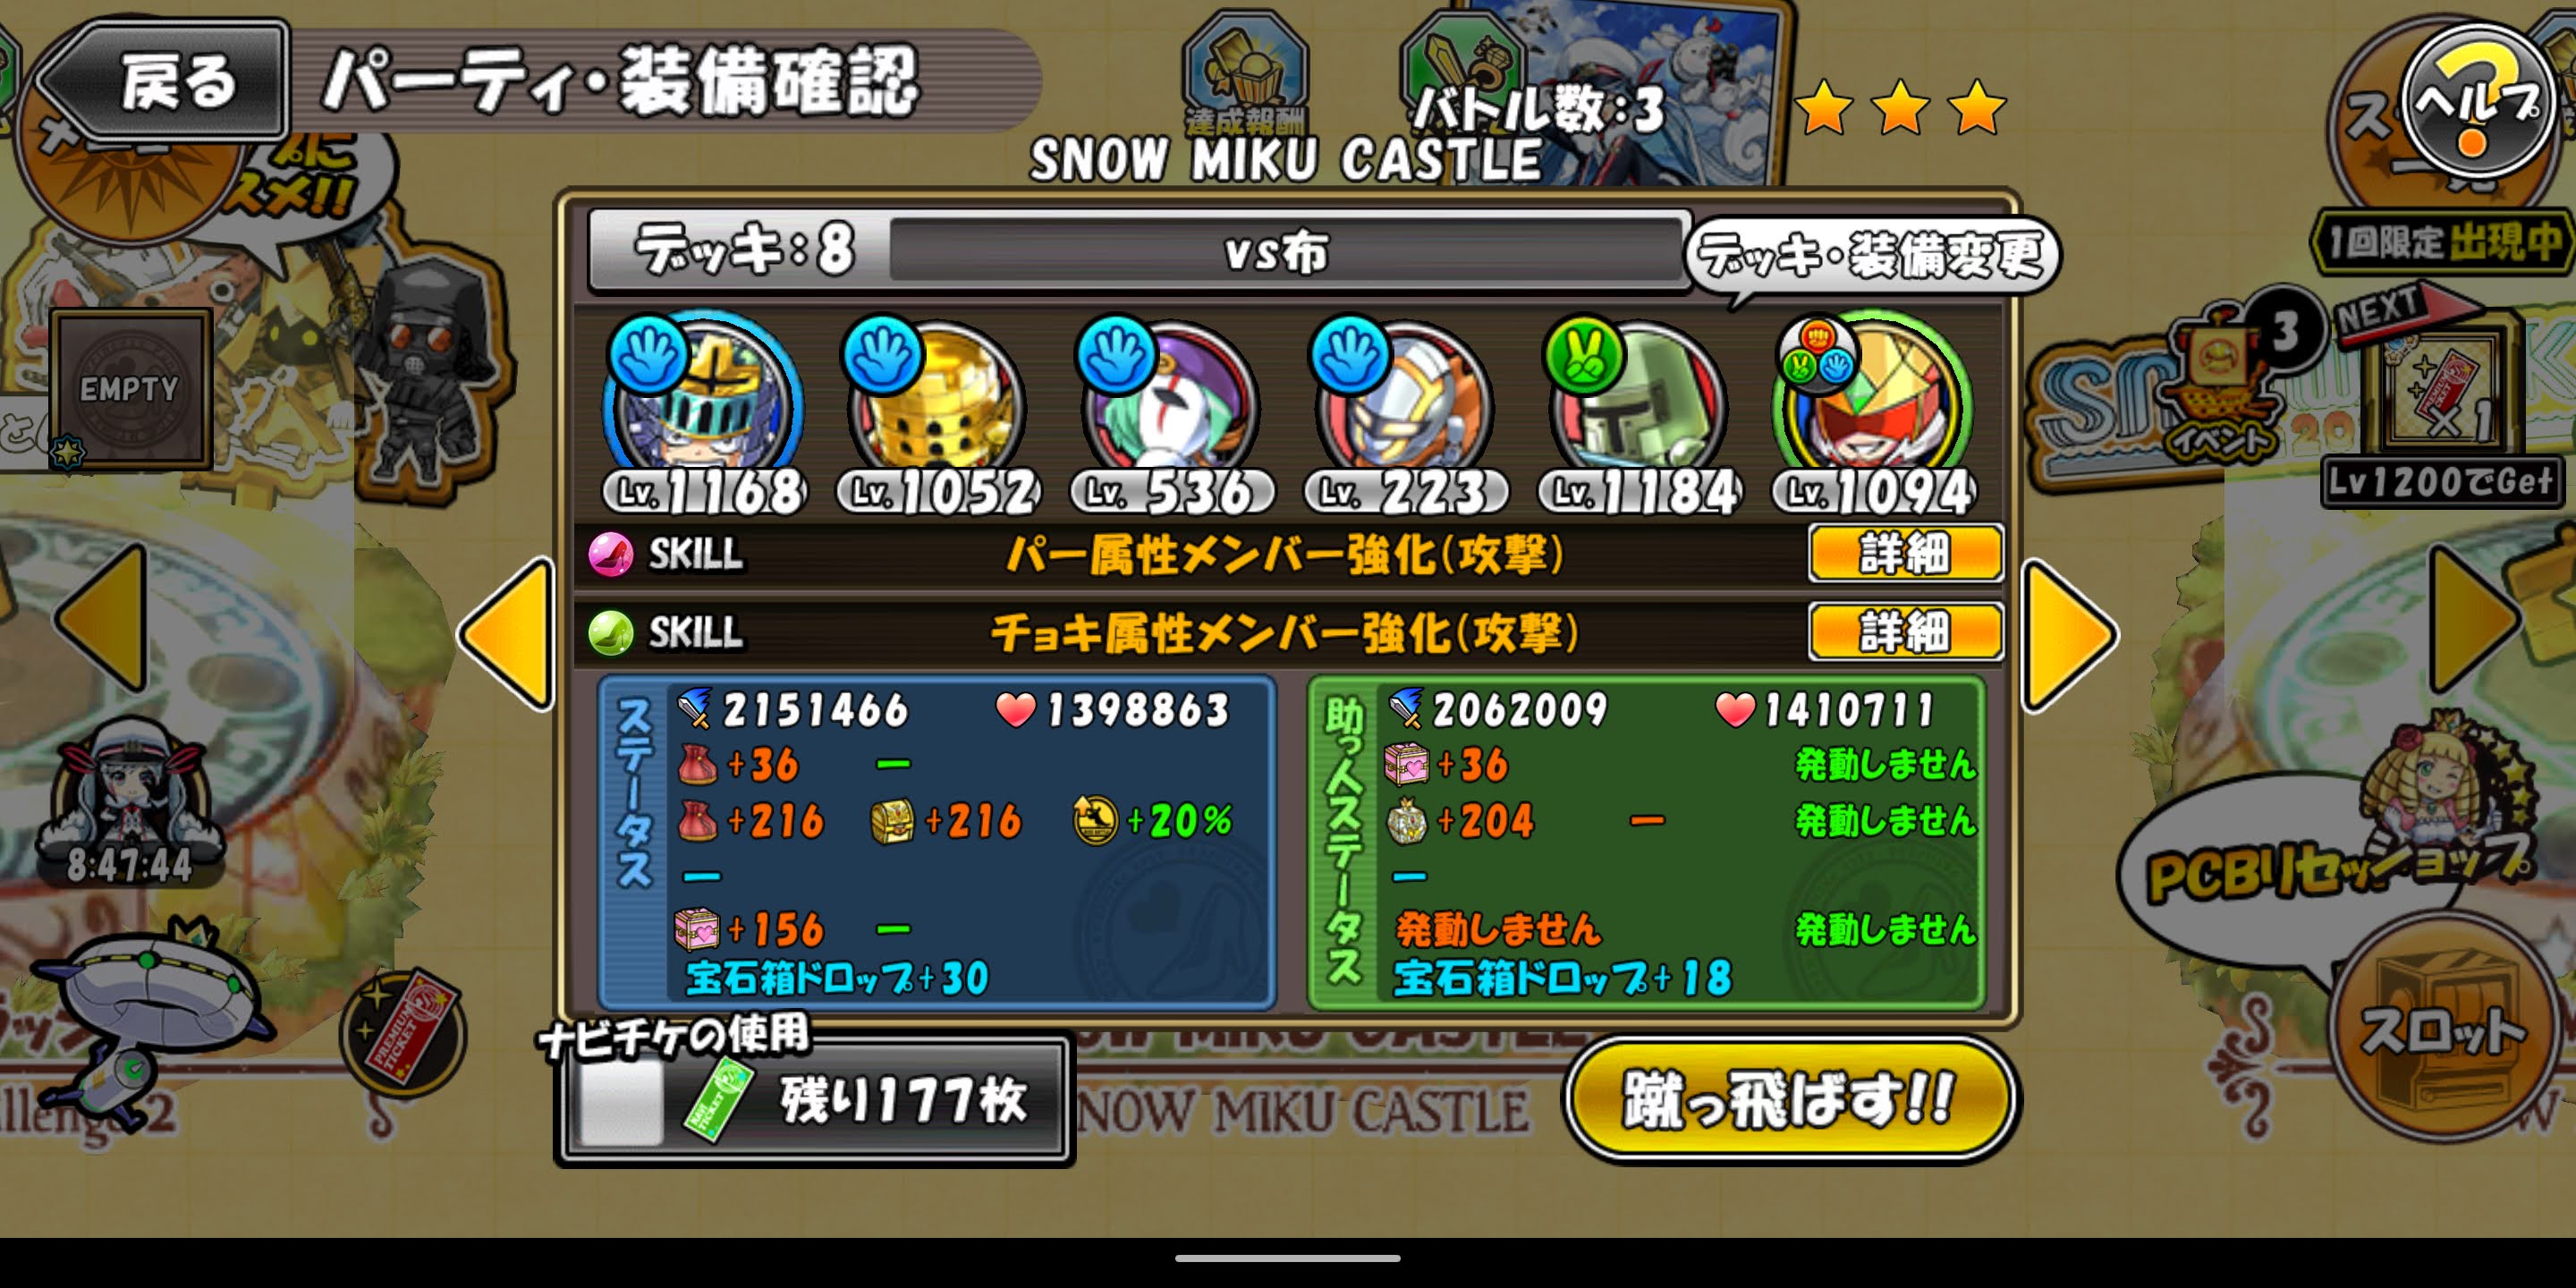 戻る
パーティ・装備確認
達成報酬
バトル数:3
ヘルプ
SNOW MIKU CASTLE
スメ!!
1回限定 出現中
デッキ:8
vs布
デッキ・装備変更
NEXT
3
EMPTY
イベント
×1
Lv1200でGet
Lv.1168
Lv.1052
Lv.536
Lv.223
Lv.1184
Lv.1094
SKILL
パー属性メンバー強化(攻撃)
詳細
SKILL
チョキ属性メンバー強化(攻撃)
詳細
ステータス
2151466
1398863
+36
ー
+216
+216
+20%
ー
+156
ー
宝石箱ドロップ+30
助っ人ステータス
2062009
1410711
+36
発動しません
+204
ー
発動しません
ー
発動しません
発動しません
宝石箱ドロップ+18
8:47:44
PCBリセッショップ
PREMIUM TICKET
スロット
ナビチケの使用
残り177枚
蹴っ飛ばす!!
NOW MIKU CASTLE